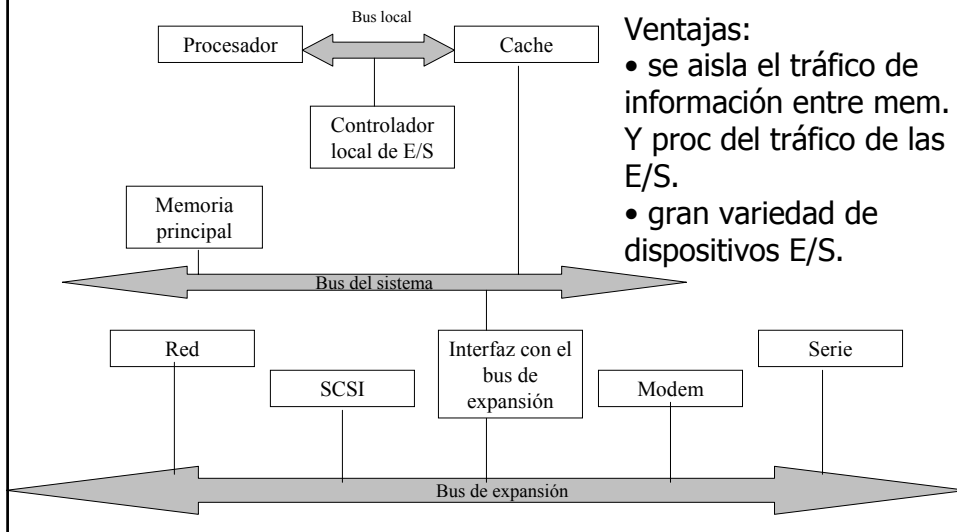 Bus local
Procesador
Cache
Controlador
local de E/S
Memoria
principal
Bus del sistema
Red
SCSI
Interfaz con el
bus de
expansión
Modem
Serie
Bus de expansión
Ventajas:
• se aisla el tráfico de
información entre mem.
Y proc del tráfico de las
E/S.
• gran variedad de
dispositivos E/S.